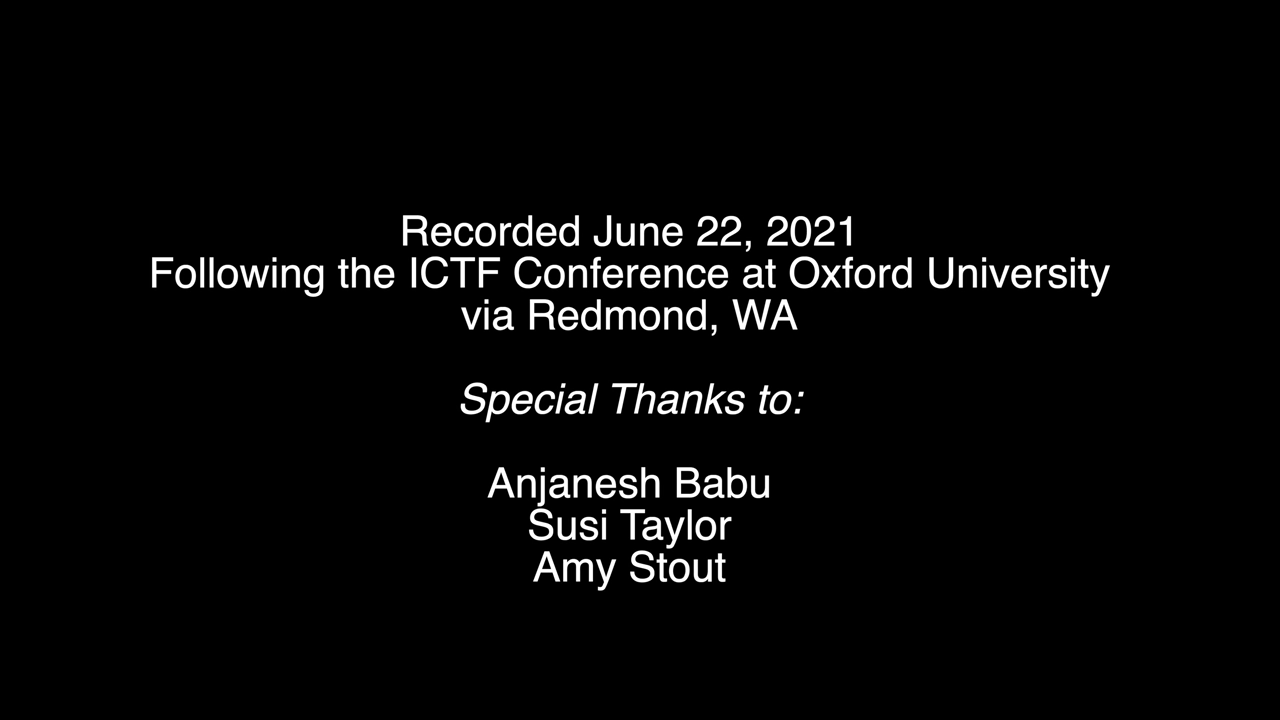 Recorded June 22, 2021
Following the ICTF Conference at Oxford University
via Redmond, WA
Special Thanks to:
Anjanesh Babu
Susi Taylor
Amy Stout